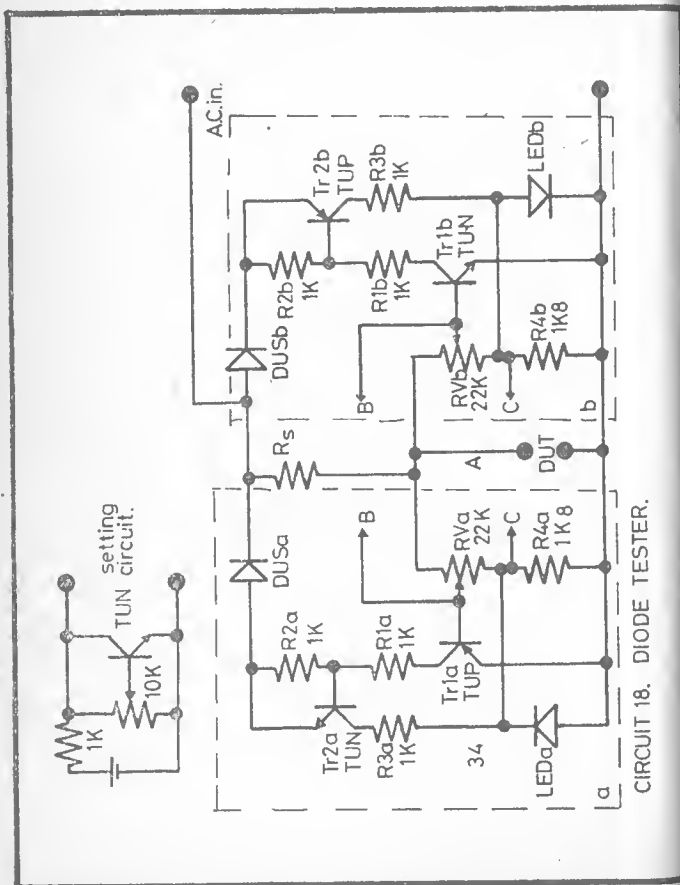 TUN setting
circuit.
1K
10K
A.C.in.
DUSa
DUSb
Rs
R2a
1K
Tr2a
TUN
R1a
1K
R3a
1K
Tr1a
TUP
B
RVa
22K
C
R4a
1K8
34
LEDa
a
A
DUT
R2b
1K
Tr2b
TUP
R1b
1K
R3b
1K
Tr1b
TUN
B
RVb
22K
C
R4b
1K8
LEDb
b
CIRCUIT 18. DIODE TESTER.